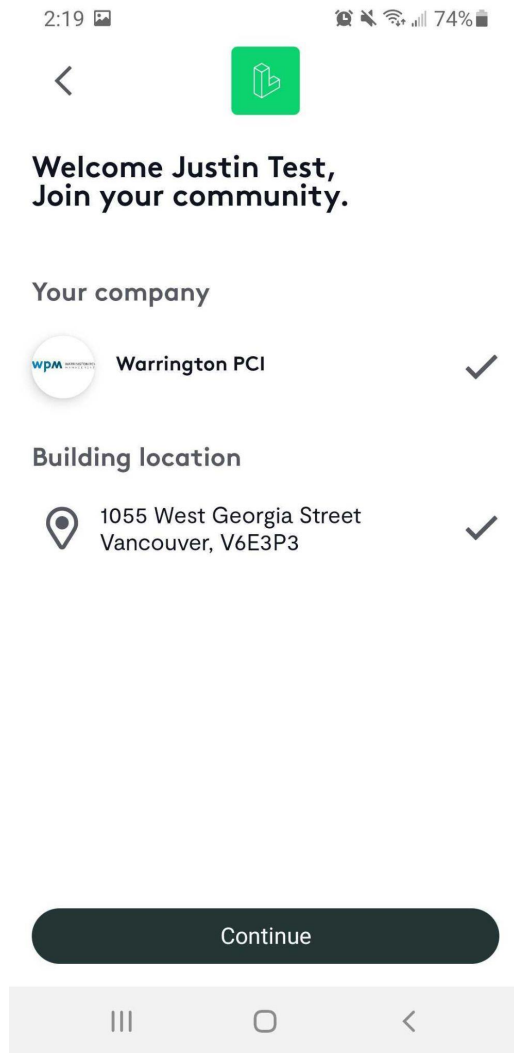 2:19
74%
Welcome Justin Test,
Join your community.
Your company
wpm
Warrington PCI
Building location
1055 West Georgia Street
Vancouver, V6E3P3
Continue